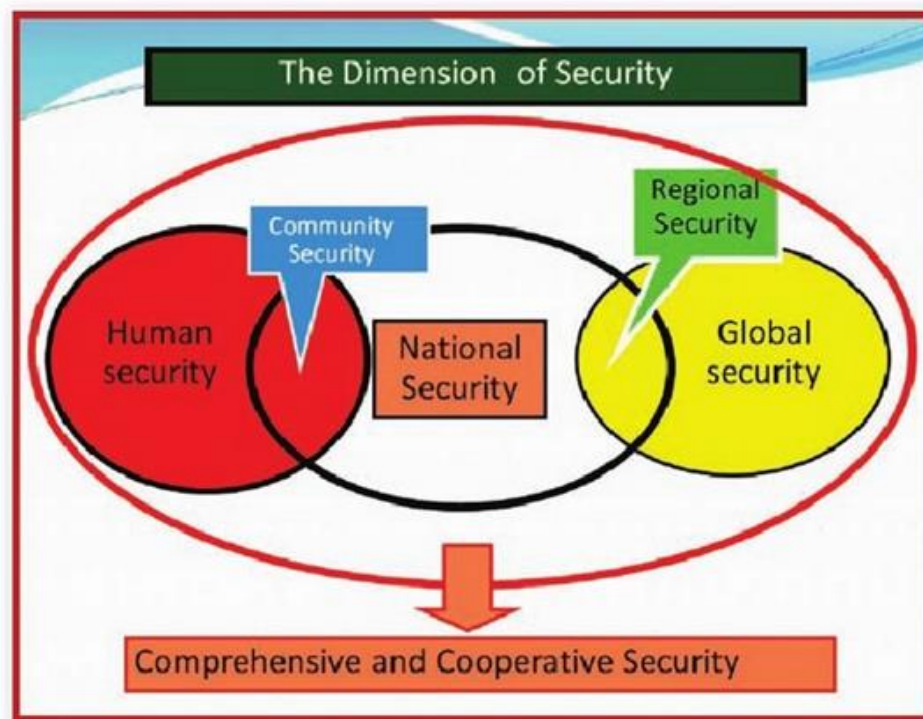 The Dimension of Security
Community
Security
Regional
Security
Human
security
National
Security
Global
security
Comprehensive and Cooperative Security